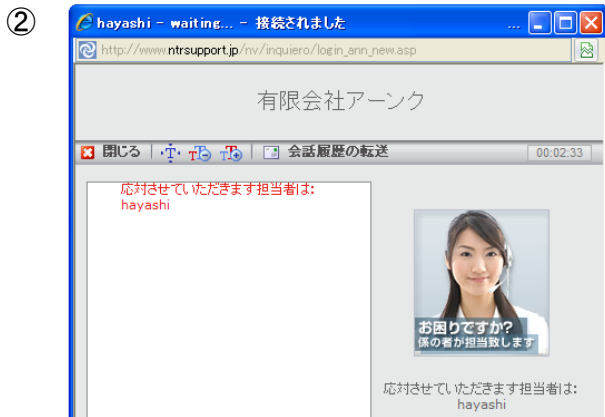 ②
hayashi - waiting... - 接続されました ...
http://www.ntrsupport.jp/nv/inquiero/login_ann_new.asp
有限会社アーンク
閉じる | T T T | 会話履歴の転送 00:02:33
応対させていただきます担当者は:
hayashi
お困りですか?
係の者が担当致します
応対させていただきます担当者は:
hayashi